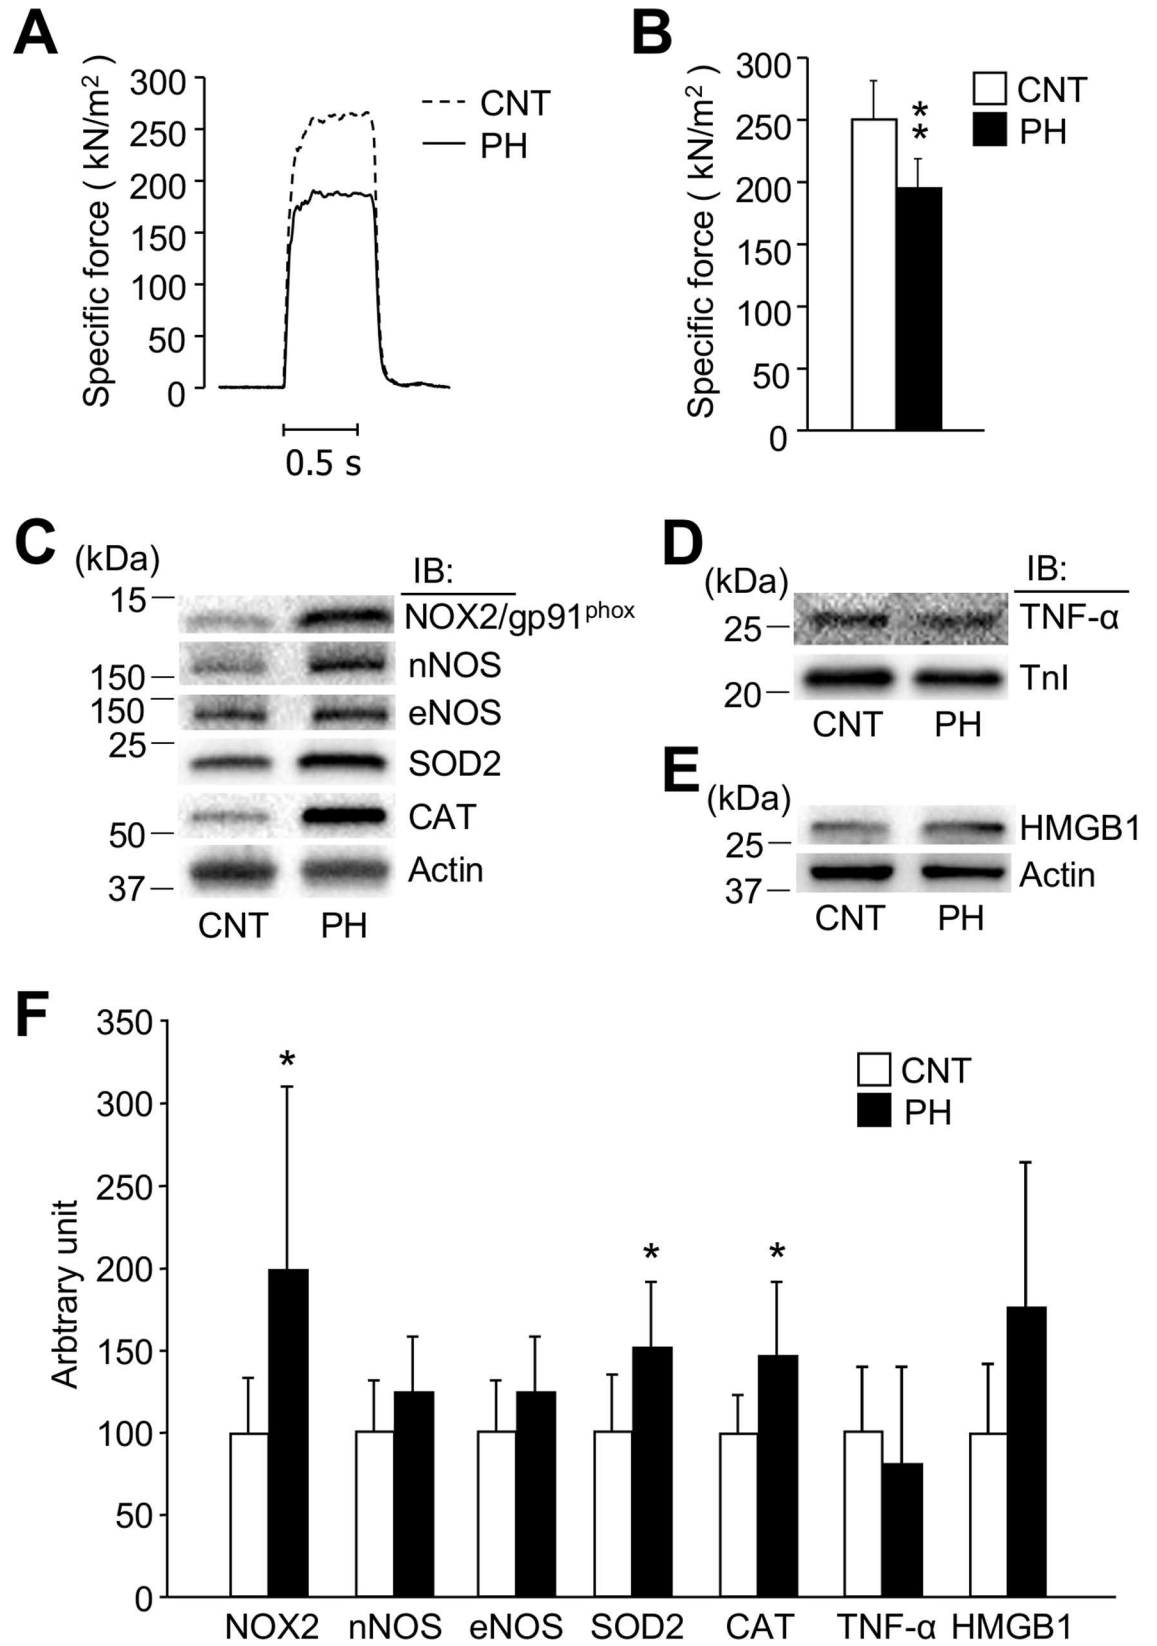 A
Specific force ( kN/m2 )
300
250
200
150
100
50
0
CNT
PH
0.5 s
B
Specific force ( kN/m2 )
300
250
200
150
100
50
0
**
CNT
PH
C
(kDa)
IB:
15
NOX2/gp91phox
150
nNOS
150
eNOS
25
SOD2
50
CAT
37
Actin
CNT PH
D
(kDa)
IB:
25
TNF-α
20
TnI
CNT PH
E
(kDa)
25
HMGB1
37
Actin
CNT PH
F
Arbtrary unit
350
300
250
200
150
100
50
0
*
*
*
CNT
PH
NOX2 nNOS eNOS SOD2 CAT TNF-α HMGB1